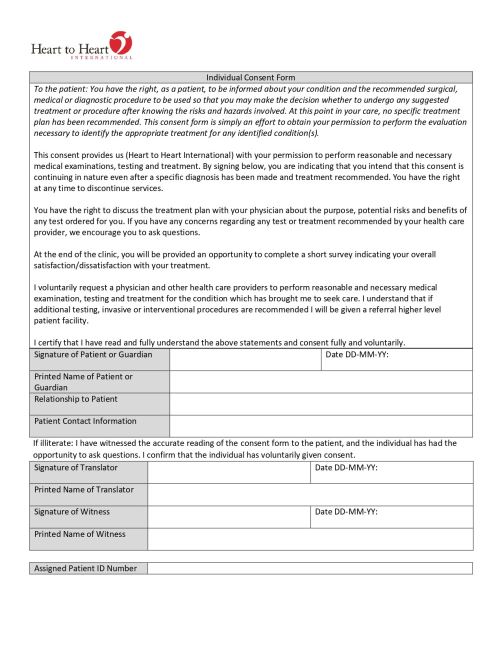 Heart to Heart
INTERNATIONAL
Individual Consent Form
To the patient: You have the right, as a patient, to be informed about your condition and the recommended surgical,
medical or diagnostic procedure to be used so that you may make the decision whether to undergo any suggested
treatment or procedure after knowing the risks and hazards involved. At this point in your care, no specific treatment
plan has been recommended. This consent form is simply an effort to obtain your permission to perform the evaluation
necessary to identify the appropriate treatment for any identified condition(s).
This consent provides us (Heart to Heart International) with your permission to perform reasonable and necessary
medical examinations, testing and treatment. By signing below, you are indicating that you intend that this consent is
continuing in nature even after a specific diagnosis has been made and treatment recommended. You have the right
at any time to discontinue services.
You have the right to discuss the treatment plan with your physician about the purpose, potential risks and benefits of
any test ordered for you. If you have any concerns regarding any test or treatment recommended by your health care
provider, we encourage you to ask questions.
At the end of the clinic, you will be provided an opportunity to complete a short survey indicating your overall
satisfaction/dissatisfaction with your treatment.
I voluntarily request a physician and other health care providers to perform reasonable and necessary medical
examination, testing and treatment for the condition which has brought me to seek care. I understand that if
additional testing, invasive or interventional procedures are recommended I will be given a referral higher level
patient facility.
I certify that I have read and fully understand the above statements and consent fully and voluntarily.
Signature of Patient or Guardian Date DD-MM-YY:
Printed Name of Patient or
Guardian
Relationship to Patient
Patient Contact Information
If illiterate: I have witnessed the accurate reading of the consent form to the patient, and the individual has had the
opportunity to ask questions. I confirm that the individual has voluntarily given consent.
Signature of Translator Date DD-MM-YY:
Printed Name of Translator
Signature of Witness Date DD-MM-YY:
Printed Name of Witness
Assigned Patient ID Number